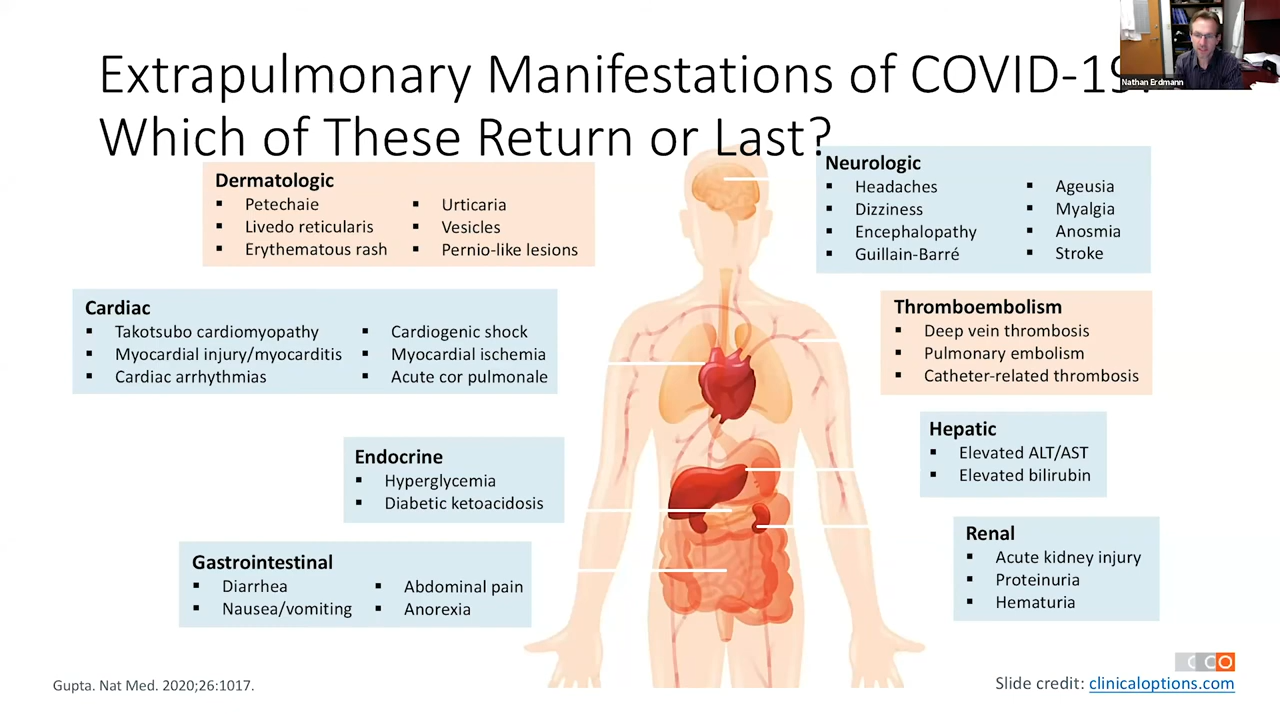 Extrapulmonary Manifestations of COVID-19:
Which of These Return or Last?
Nathan Erdmann
Dermatologic
▪ Petechaie
▪ Livedo reticularis
▪ Erythematous rash
▪ Urticaria
▪ Vesicles
▪ Pernio-like lesions
Neurologic
▪ Headaches
▪ Dizziness
▪ Encephalopathy
▪ Guillain-Barré
▪ Ageusia
▪ Myalgia
▪ Anosmia
▪ Stroke
Cardiac
▪ Takotsubo cardiomyopathy
▪ Myocardial injury/myocarditis
▪ Cardiac arrhythmias
▪ Cardiogenic shock
▪ Myocardial ischemia
▪ Acute cor pulmonale
Thromboembolism
▪ Deep vein thrombosis
▪ Pulmonary embolism
▪ Catheter-related thrombosis
Hepatic
▪ Elevated ALT/AST
▪ Elevated bilirubin
Endocrine
▪ Hyperglycemia
▪ Diabetic ketoacidosis
Renal
▪ Acute kidney injury
▪ Proteinuria
▪ Hematuria
Gastrointestinal
▪ Diarrhea
▪ Nausea/vomiting
▪ Abdominal pain
▪ Anorexia
CCO
Gupta. Nat Med. 2020;26:1017.
Slide credit: clinicaloptions.com